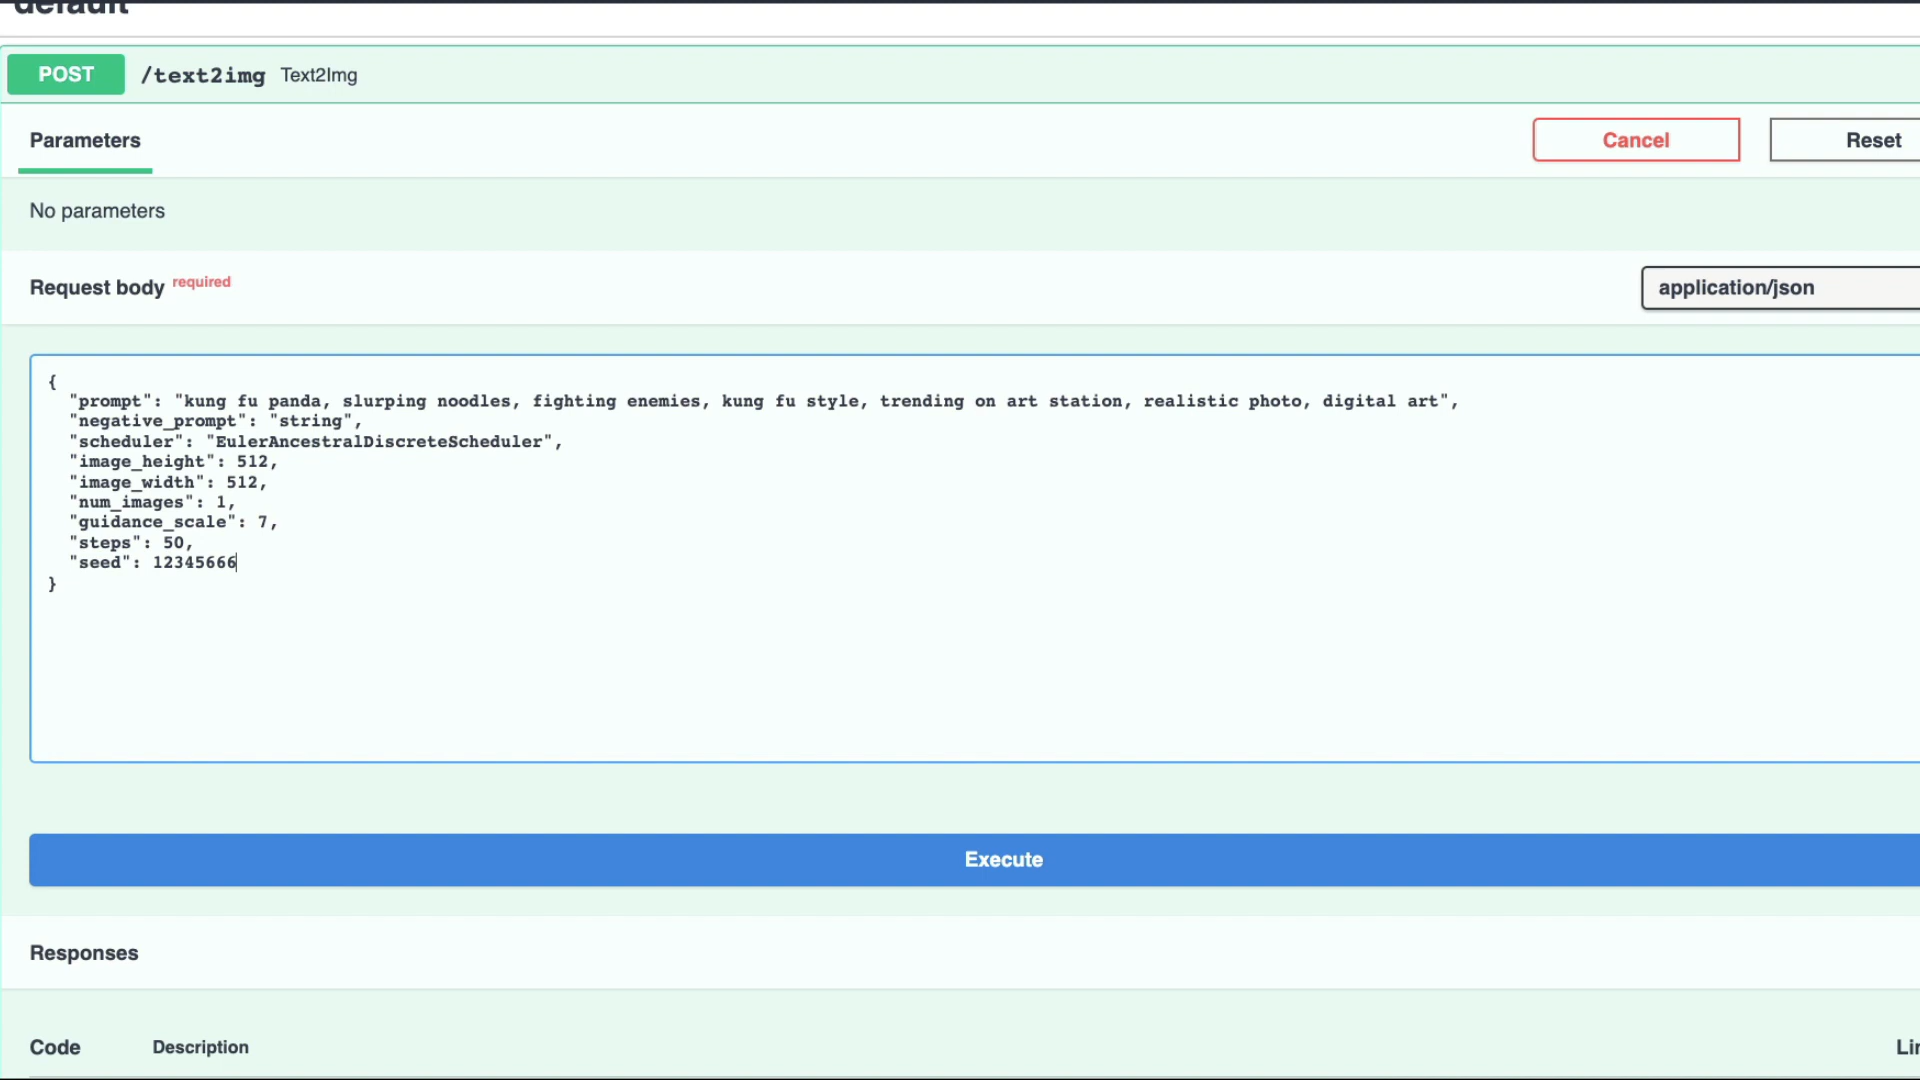 default
POST /text2img Text2Img
Parameters
Cancel
Reset
No parameters
Request body required
application/json
{
"prompt": "kung fu panda, slurping noodles, fighting enemies, kung fu style, trending on art station, realistic photo, digital art",
"negative_prompt": "string",
"scheduler": "EulerAncestralDiscreteScheduler",
"image_height": 512,
"image_width": 512,
"num_images": 1,
"guidance_scale": 7,
"steps": 50,
"seed": 12345666
}
Execute
Responses
Code Description